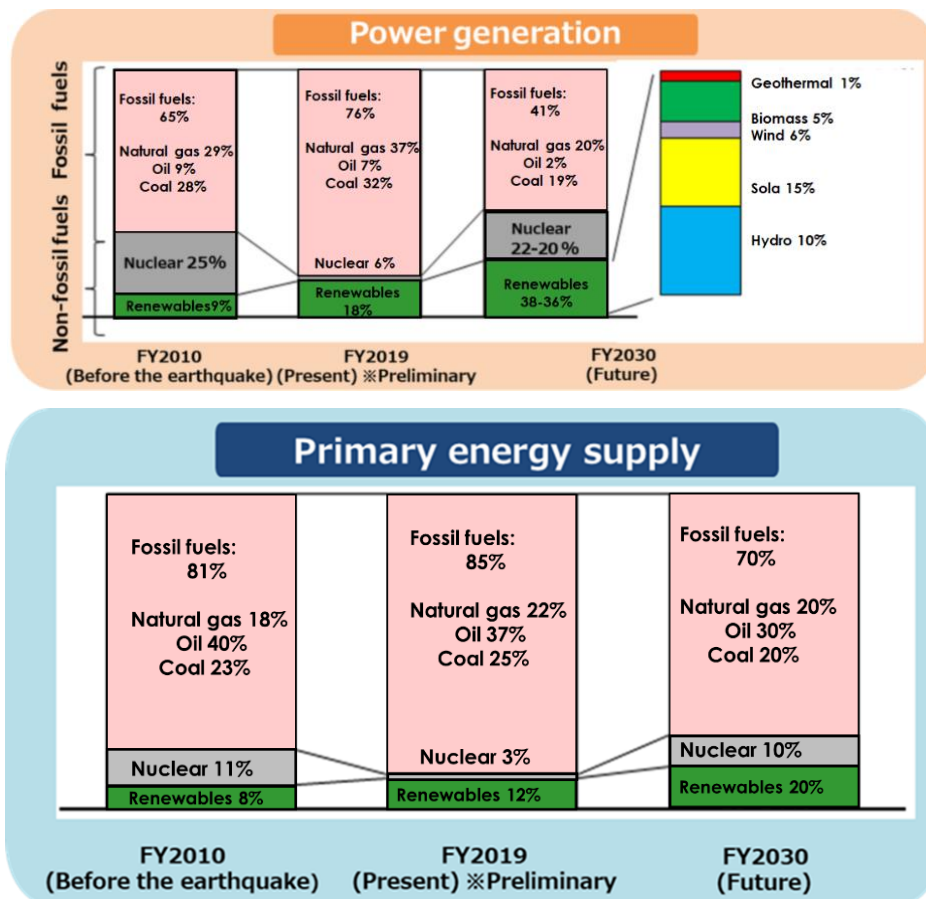 Power generation
Fossil fuels
Non-fossil fuels
Fossil fuels:
65%
Natural gas 29%
Oil 9%
Coal 28%
Nuclear 25%
Renewables9%
FY2010
(Before the earthquake)
Fossil fuels:
76%
Natural gas 37%
Oil 7%
Coal 32%
Nuclear 6%
Renewables
18%
FY2019
(Present) ※Preliminary
Fossil fuels:
41%
Natural gas 20%
Oil 2%
Coal 19%
Nuclear
22-20 %
Renewables
38-36%
FY2030
(Future)
Geothermal 1%
Biomass 5%
Wind 6%
Sola 15%
Hydro 10%
Primary energy supply
Fossil fuels:
81%
Natural gas 18%
Oil 40%
Coal 23%
Nuclear 11%
Renewables 8%
FY2010
(Before the earthquake)
Fossil fuels:
85%
Natural gas 22%
Oil 37%
Coal 25%
Nuclear 3%
Renewables 12%
FY2019
(Present) ※Preliminary
Fossil fuels:
70%
Natural gas 20%
Oil 30%
Coal 20%
Nuclear 10%
Renewables 20%
FY2030
(Future)